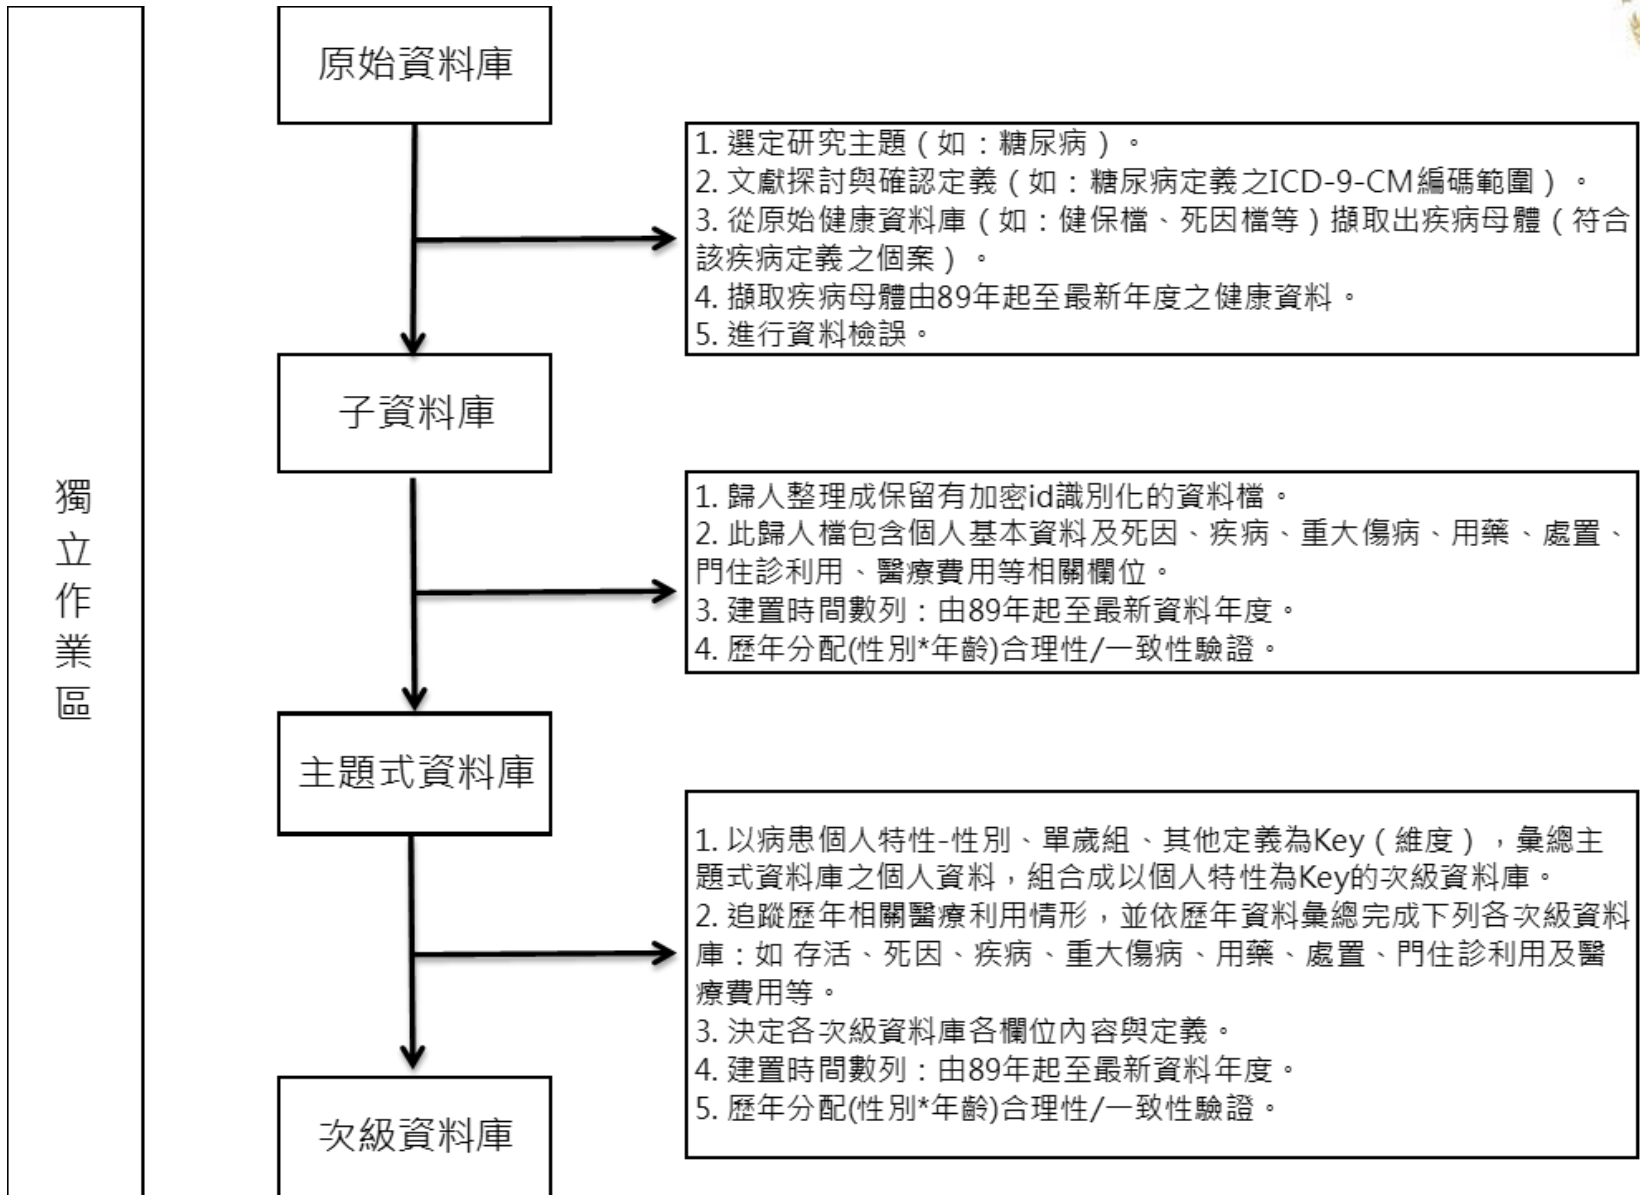 獨立作業區
原始資料庫
1. 選定研究主題（如：糖尿病）。
2. 文獻探討與確認定義（如：糖尿病定義之ICD-9-CM編碼範圍）。
3. 從原始健康資料庫（如：健保檔、死因檔等）擷取出疾病母體（符合
該疾病定義之個案）。
4. 擷取疾病母體由89年起至最新年度之健康資料。
5. 進行資料檢誤。
子資料庫
1. 歸人整理成保留有加密id識別化的資料檔。
2. 此歸人檔包含個人基本資料及死因、疾病、重大傷病、用藥、處置、
門住診利用、醫療費用等相關欄位。
3. 建置時間數列：由89年起至最新資料年度。
4. 歷年分配(性別*年齡)合理性/一致性驗證。
主題式資料庫
1. 以病患個人特性-性別、單歲組、其他定義為Key（維度），彙總主
題式資料庫之個人資料，組合成以個人特性為Key的次級資料庫。
2. 追蹤歷年相關醫療利用情形，並依歷年資料彙總完成下列各次級資料
庫：如 存活、死因、疾病、重大傷病、用藥、處置、門住診利用及醫
療費用等。
3. 決定各次級資料庫各欄位內容與定義。
4. 建置時間數列：由89年起至最新資料年度。
5. 歷年分配(性別*年齡)合理性/一致性驗證。
次級資料庫